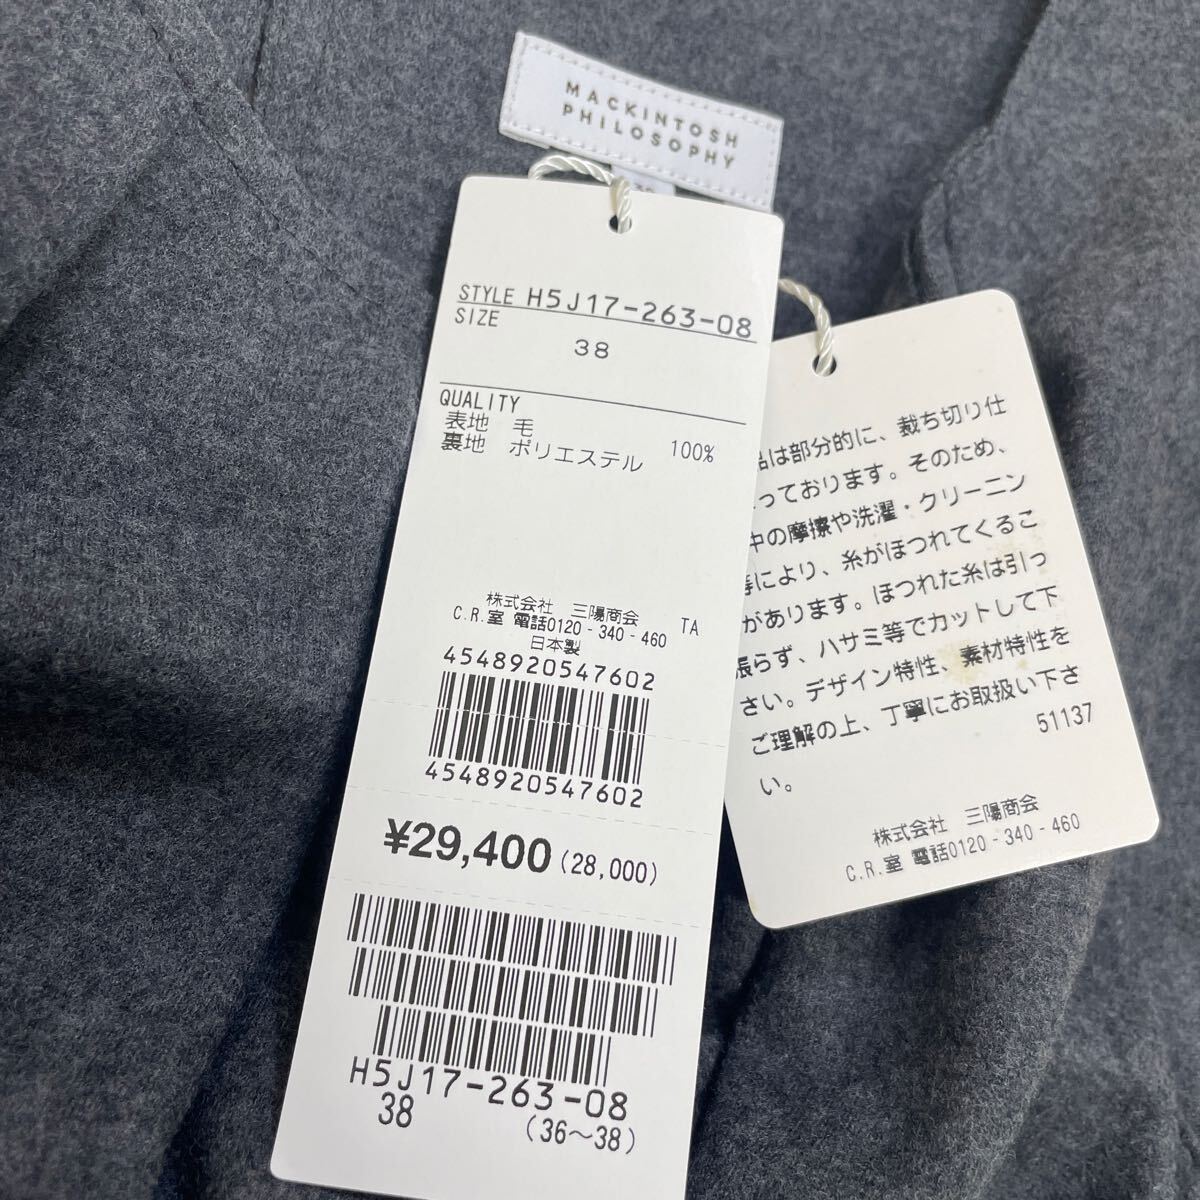 MACKINTOSH
PHILOSOPHY
STYLE H5J17-263-08
SIZE
38
QUALITY
表地 毛 100%
裏地 ポリエステル
株式会社 三陽商会 TA
C.R.室 電話0120-340-460
日本製
4548920547602
4548920547602
¥29,400 (28,000)
H5J17-263-08
38 (36～38)
品は部分的に、裁ち切り仕
っております。そのため、
中の摩擦や洗濯・クリーニン
等により、糸がほつれてくるこ
があります。ほつれた糸は引っ
張らず、ハサミ等でカットして下
さい。デザイン特性、素材特性を
ご理解の上、丁寧にお取扱い下さ
い。
51137
株式会社 三陽商会
C.R.室 電話0120-340-460